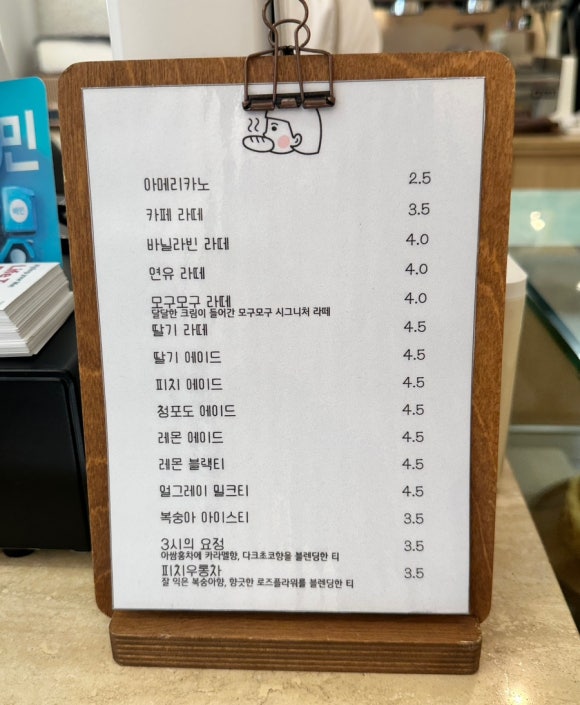 민
아메리카노 2.5
카페 라떼 3.5
바닐라빈 라떼 4.0
연유 라떼 4.0
모구모구 라떼 4.0
달달한 크림이 들어간 모구모구 시그니처 라떼
딸기 라떼 4.5
딸기 에이드 4.5
피치 에이드 4.5
청포도 에이드 4.5
레몬 에이드 4.5
레몬 블랙티 4.5
얼그레이 밀크티 4.5
복숭아 아이스티 3.5
3시의 요정 3.5
아쌈홍차에 카라멜향, 다크초코향을 블렌딩한 티
피치우롱차 3.5
잘 익은 복숭아향, 향긋한 로즈플라워를 블렌딩한 티